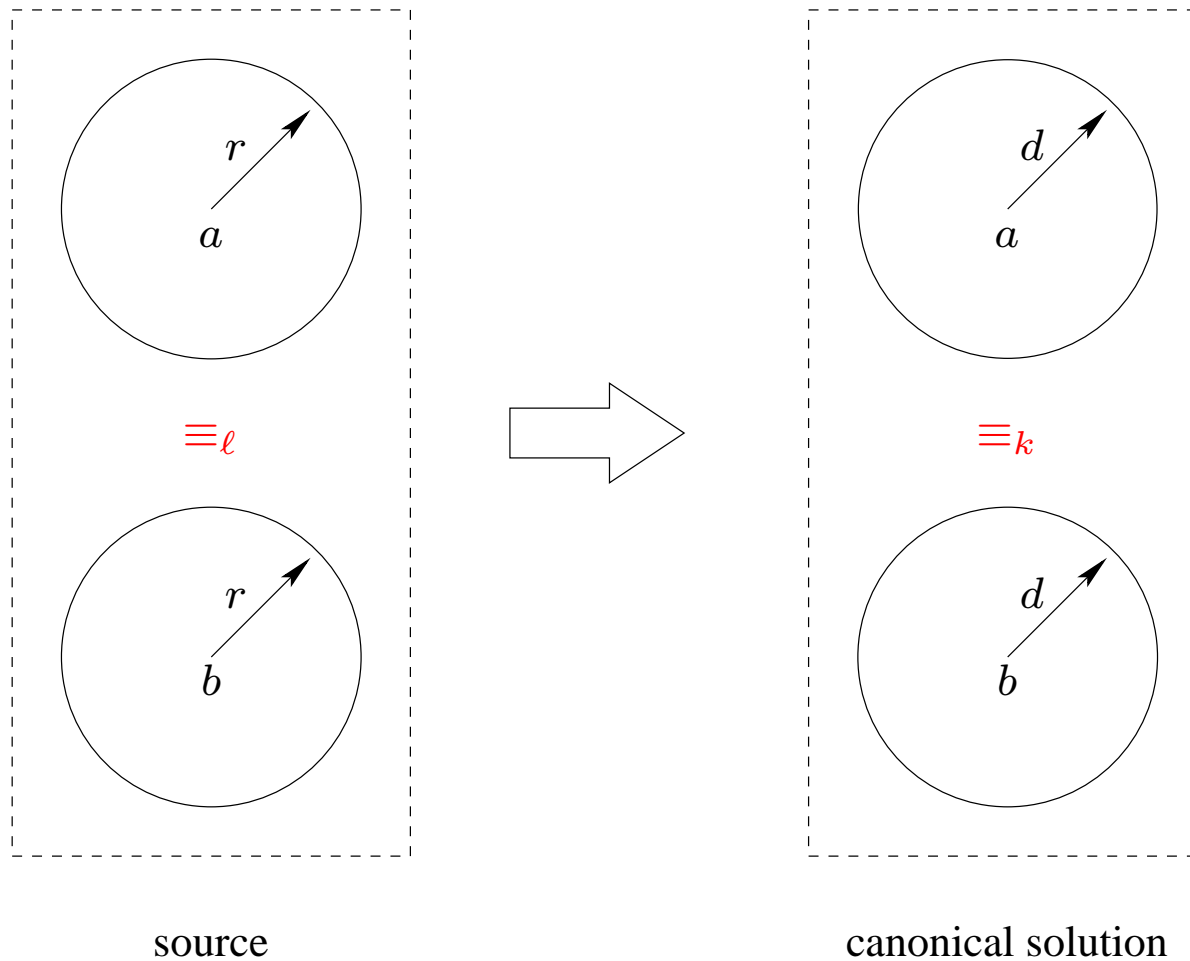 r d
a a
≡ℓ ≡k
r d
b b
source canonical solution